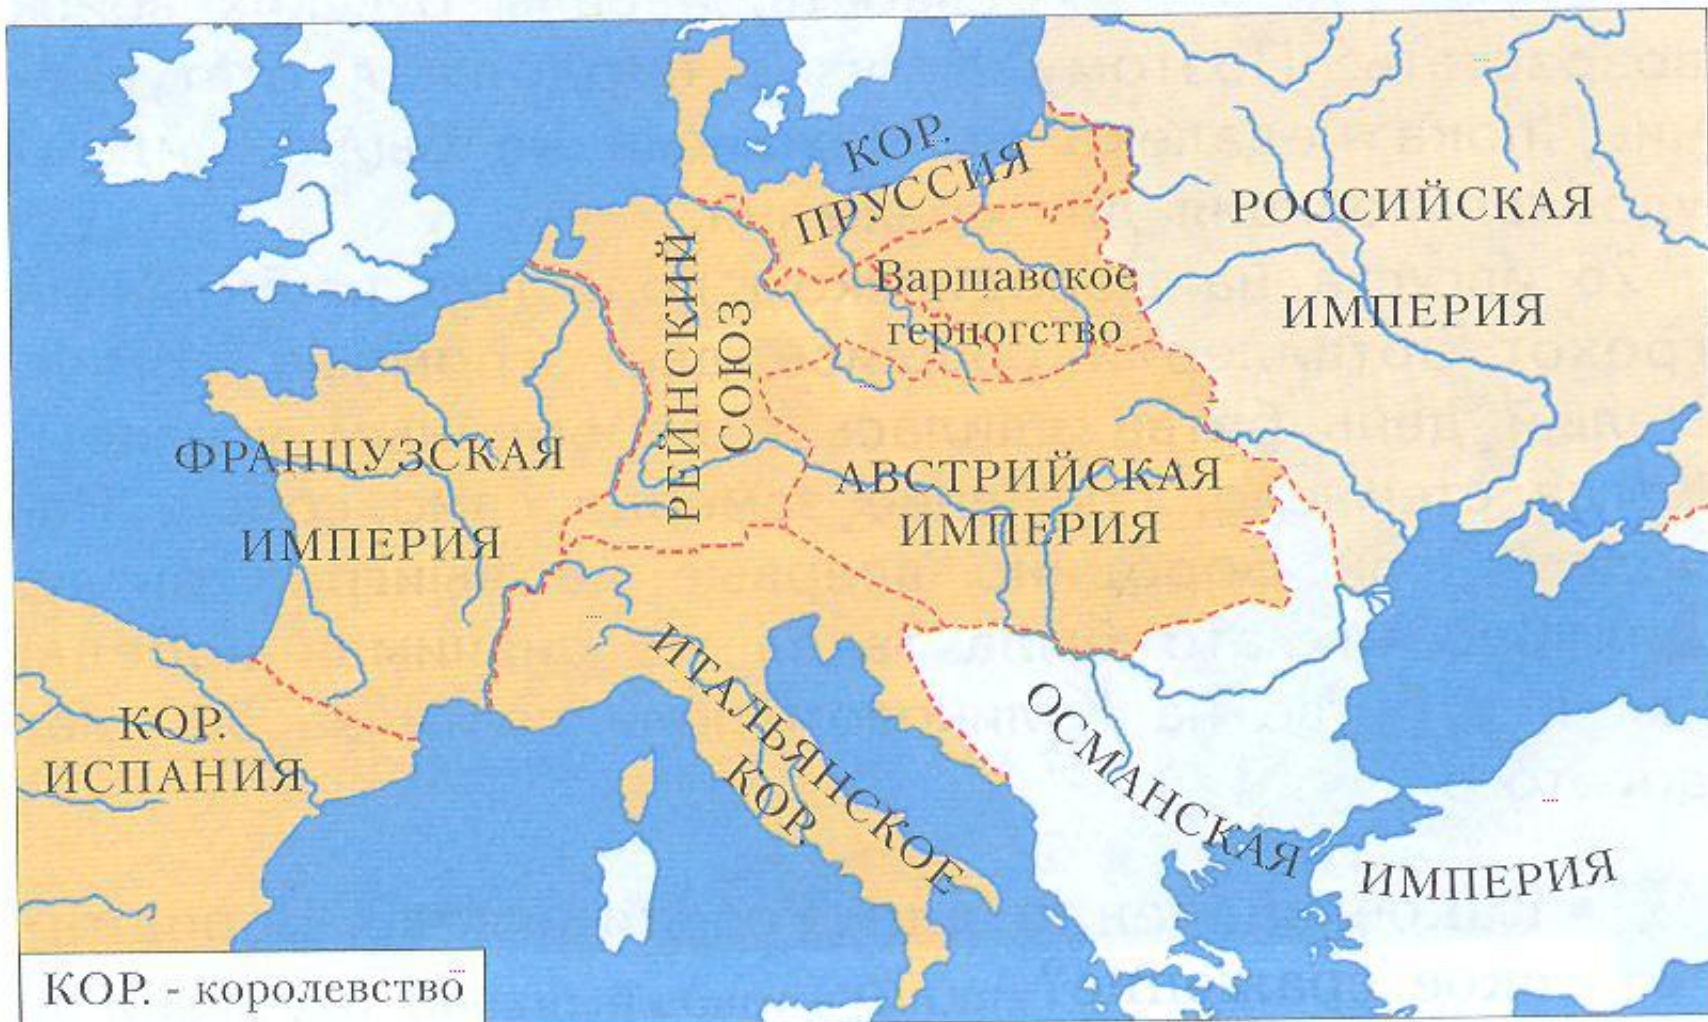 КОР.
ПРУССИЯ
РОССИЙСКАЯ
ИМПЕРИЯ
Варшавское
герцогство
РЕЙНСКИЙ
СОЮЗ
ФРАНЦУЗСКАЯ
ИМПЕРИЯ
АВСТРИЙСКАЯ
ИМПЕРИЯ
ИТАЛЬЯНСКОЕ
КОР.
КОР.
ИСПАНИЯ
ОСМАНСКАЯ
ИМПЕРИЯ
КОР. - королевство